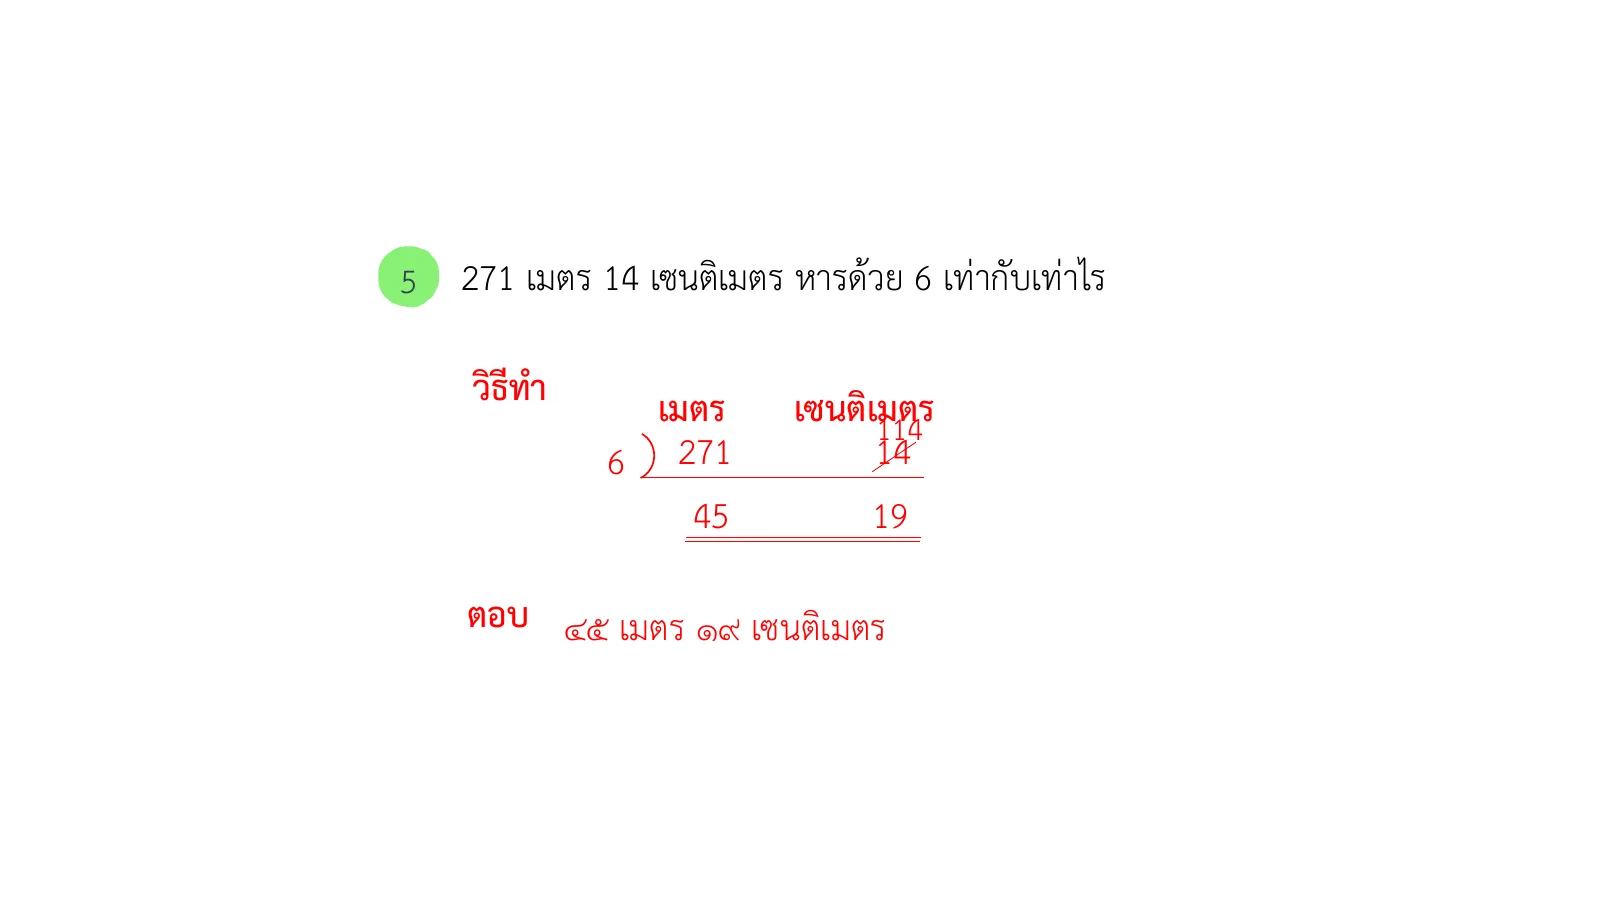 5 271 เมตร 14 เซนติเมตร หารด้วย 6 เท่ากับเท่าไร
วิธีทำ
เมตร เซนติเมตร
114
6 ) 271 14
45 19
ตอบ ๔๕ เมตร ๑๙ เซนติเมตร